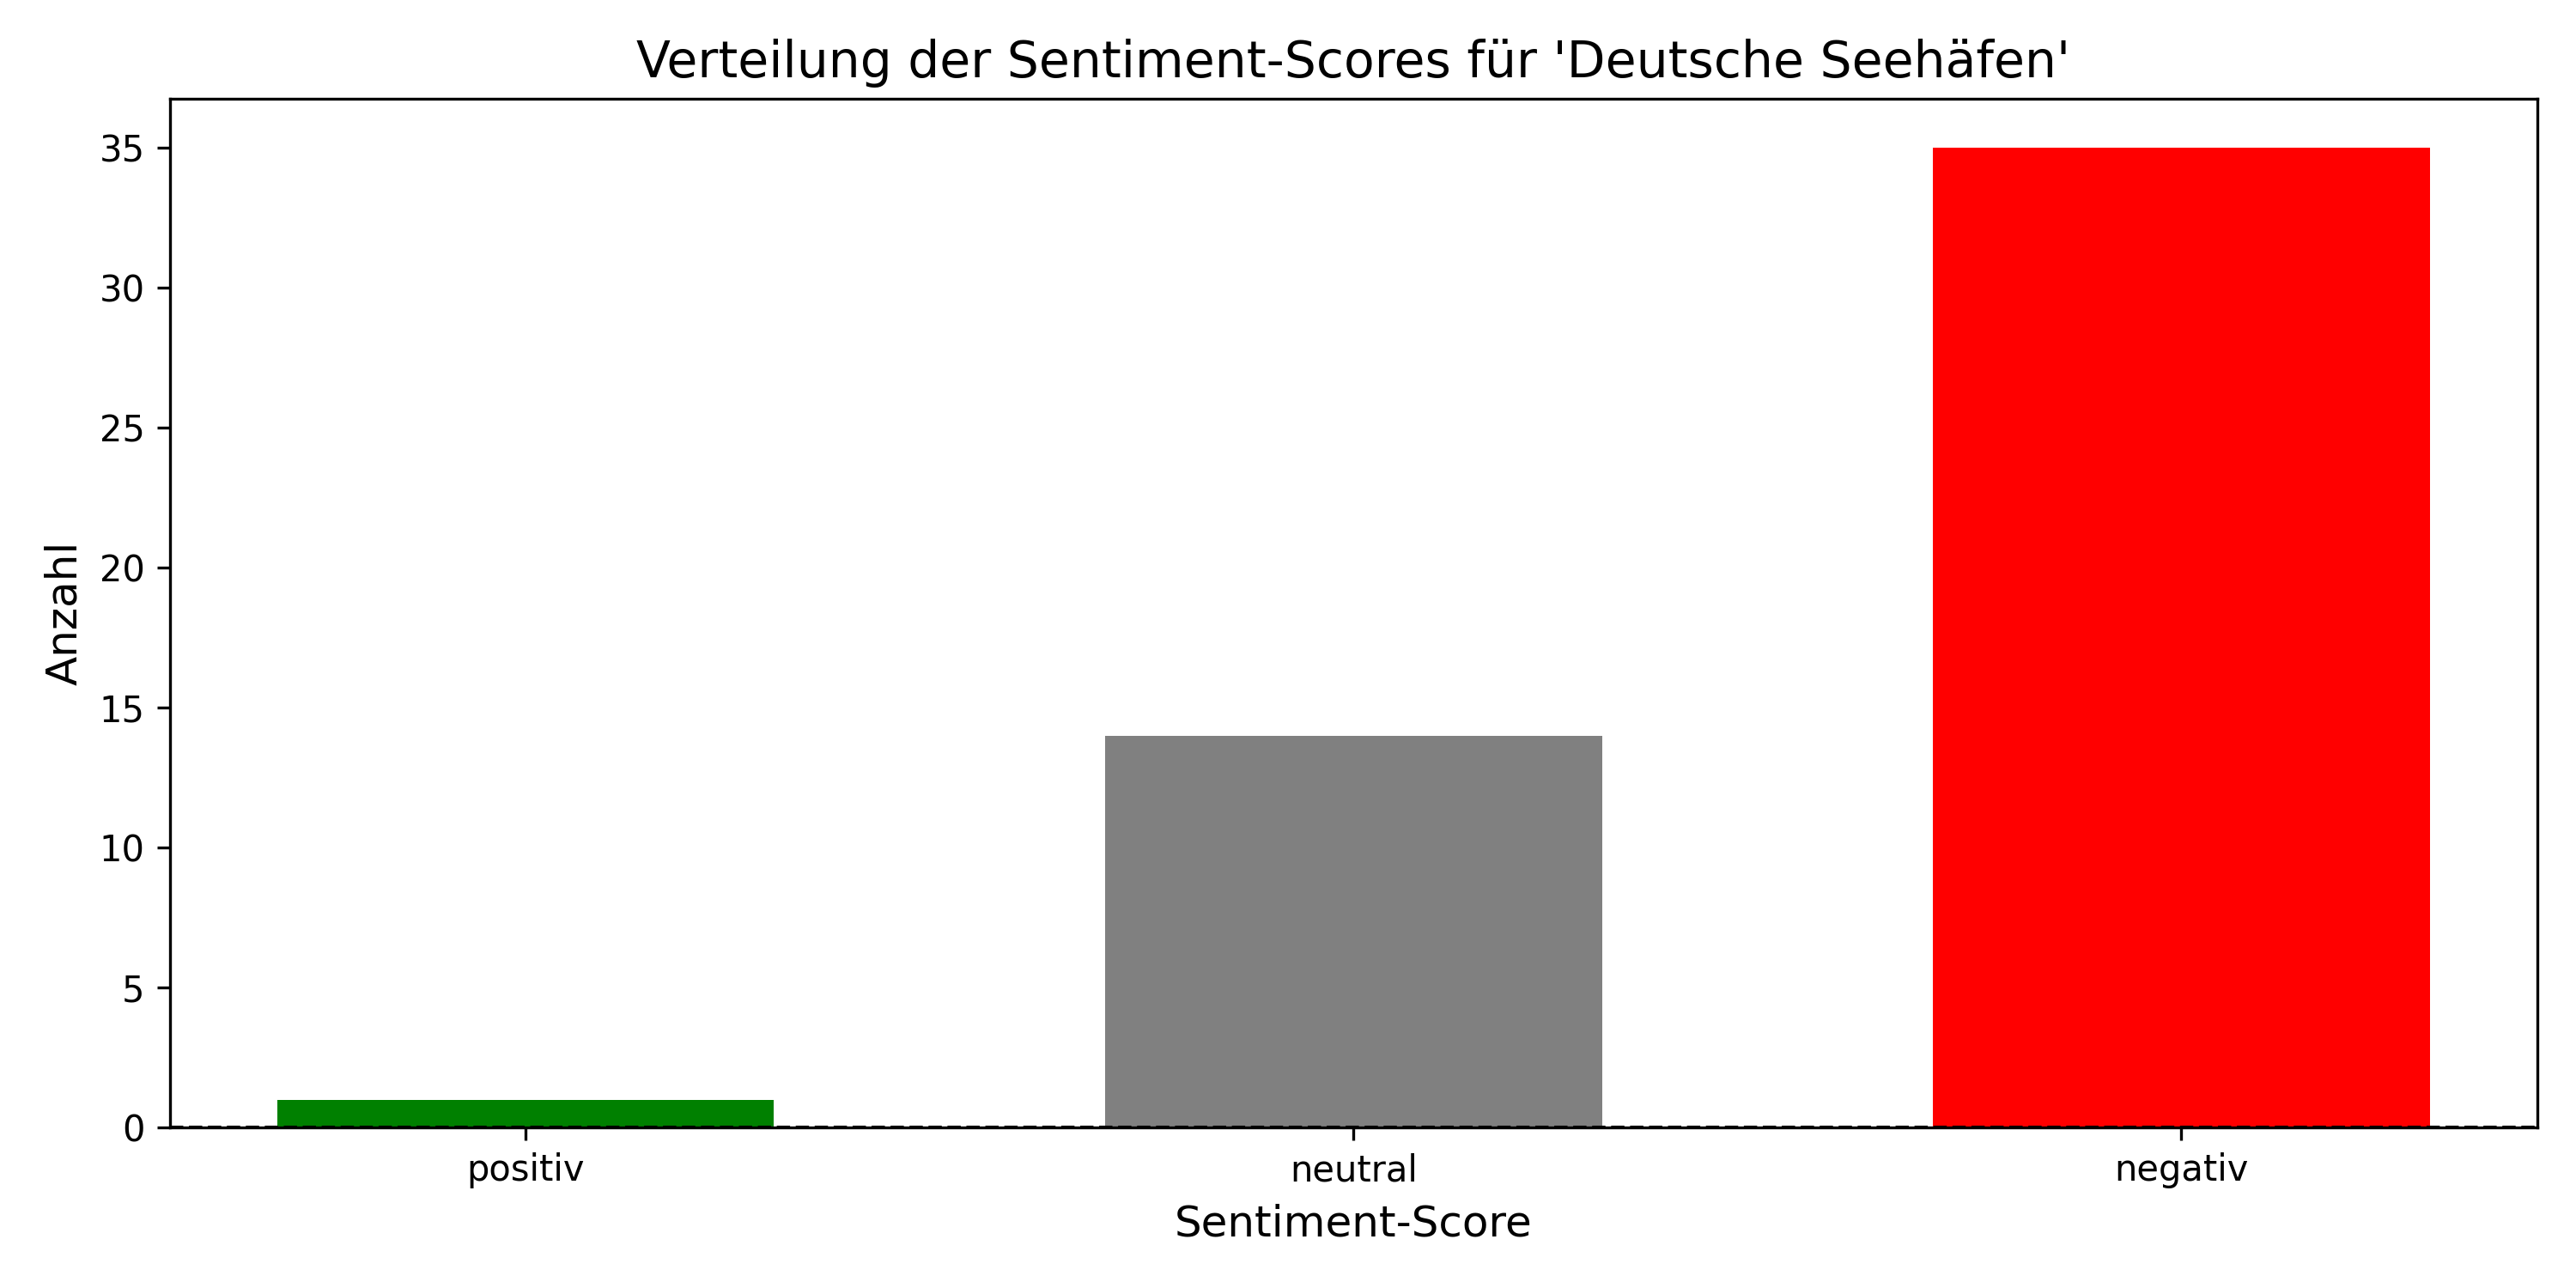 Verteilung der Sentiment-Scores für 'Deutsche Seehäfen'
35
30
25
20
15
10
5
0
Anzahl
positiv neutral negativ
Sentiment-Score